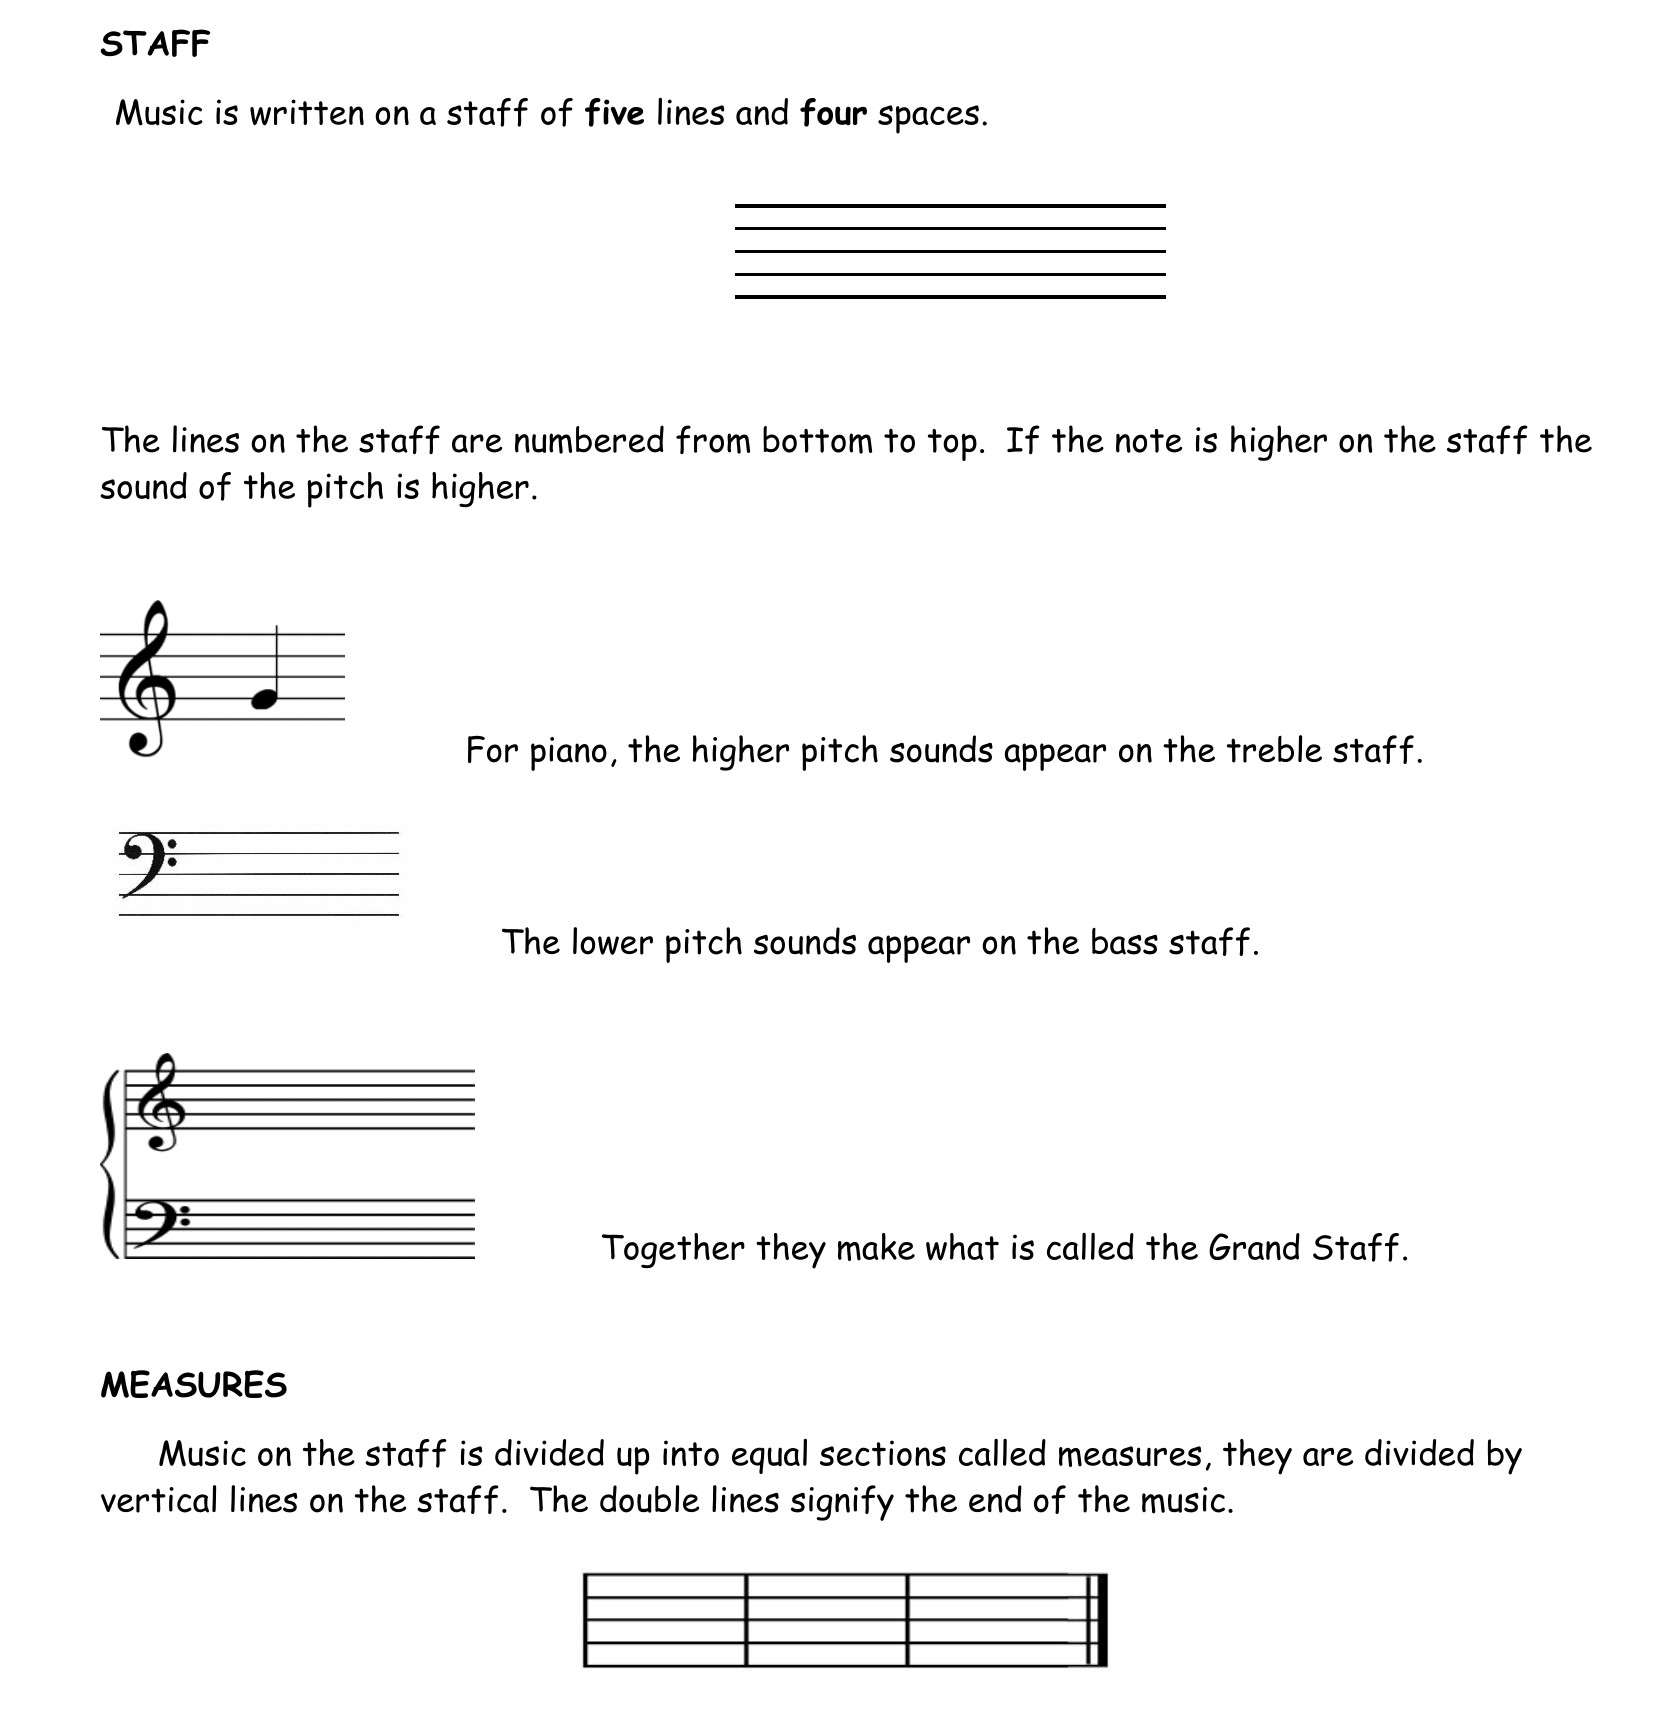 STAFF
Music is written on a staff of five lines and four spaces.
The lines on the staff are numbered from bottom to top.  If the note is higher on the staff the
sound of the pitch is higher.
For piano, the higher pitch sounds appear on the treble staff.
The lower pitch sounds appear on the bass staff.
Together they make what is called the Grand Staff.
MEASURES
Music on the staff is divided up into equal sections called measures, they are divided by
vertical lines on the staff.  The double lines signify the end of the music.